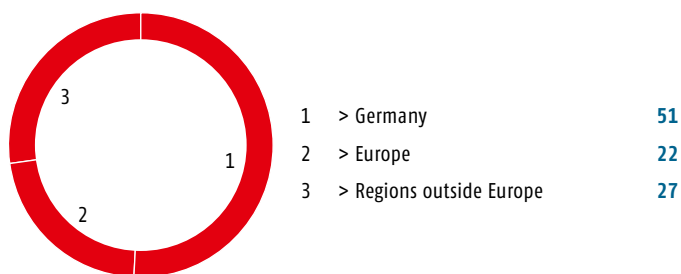 3
1
2
1 > Germany 51
2 > Europe 22
3 > Regions outside Europe 27